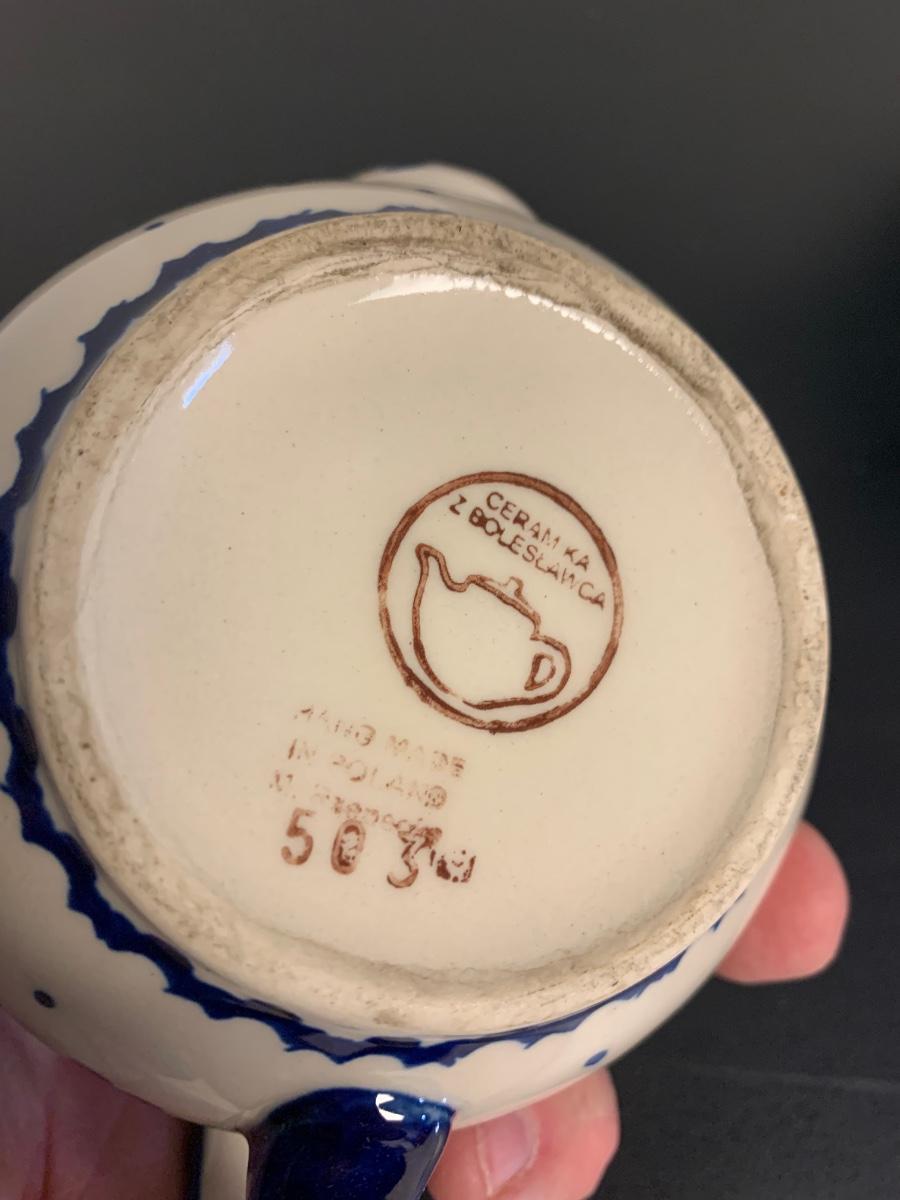 CERAMIKA
Z BOLESŁAWCA
HAND MADE
IN POLAND
M.
503